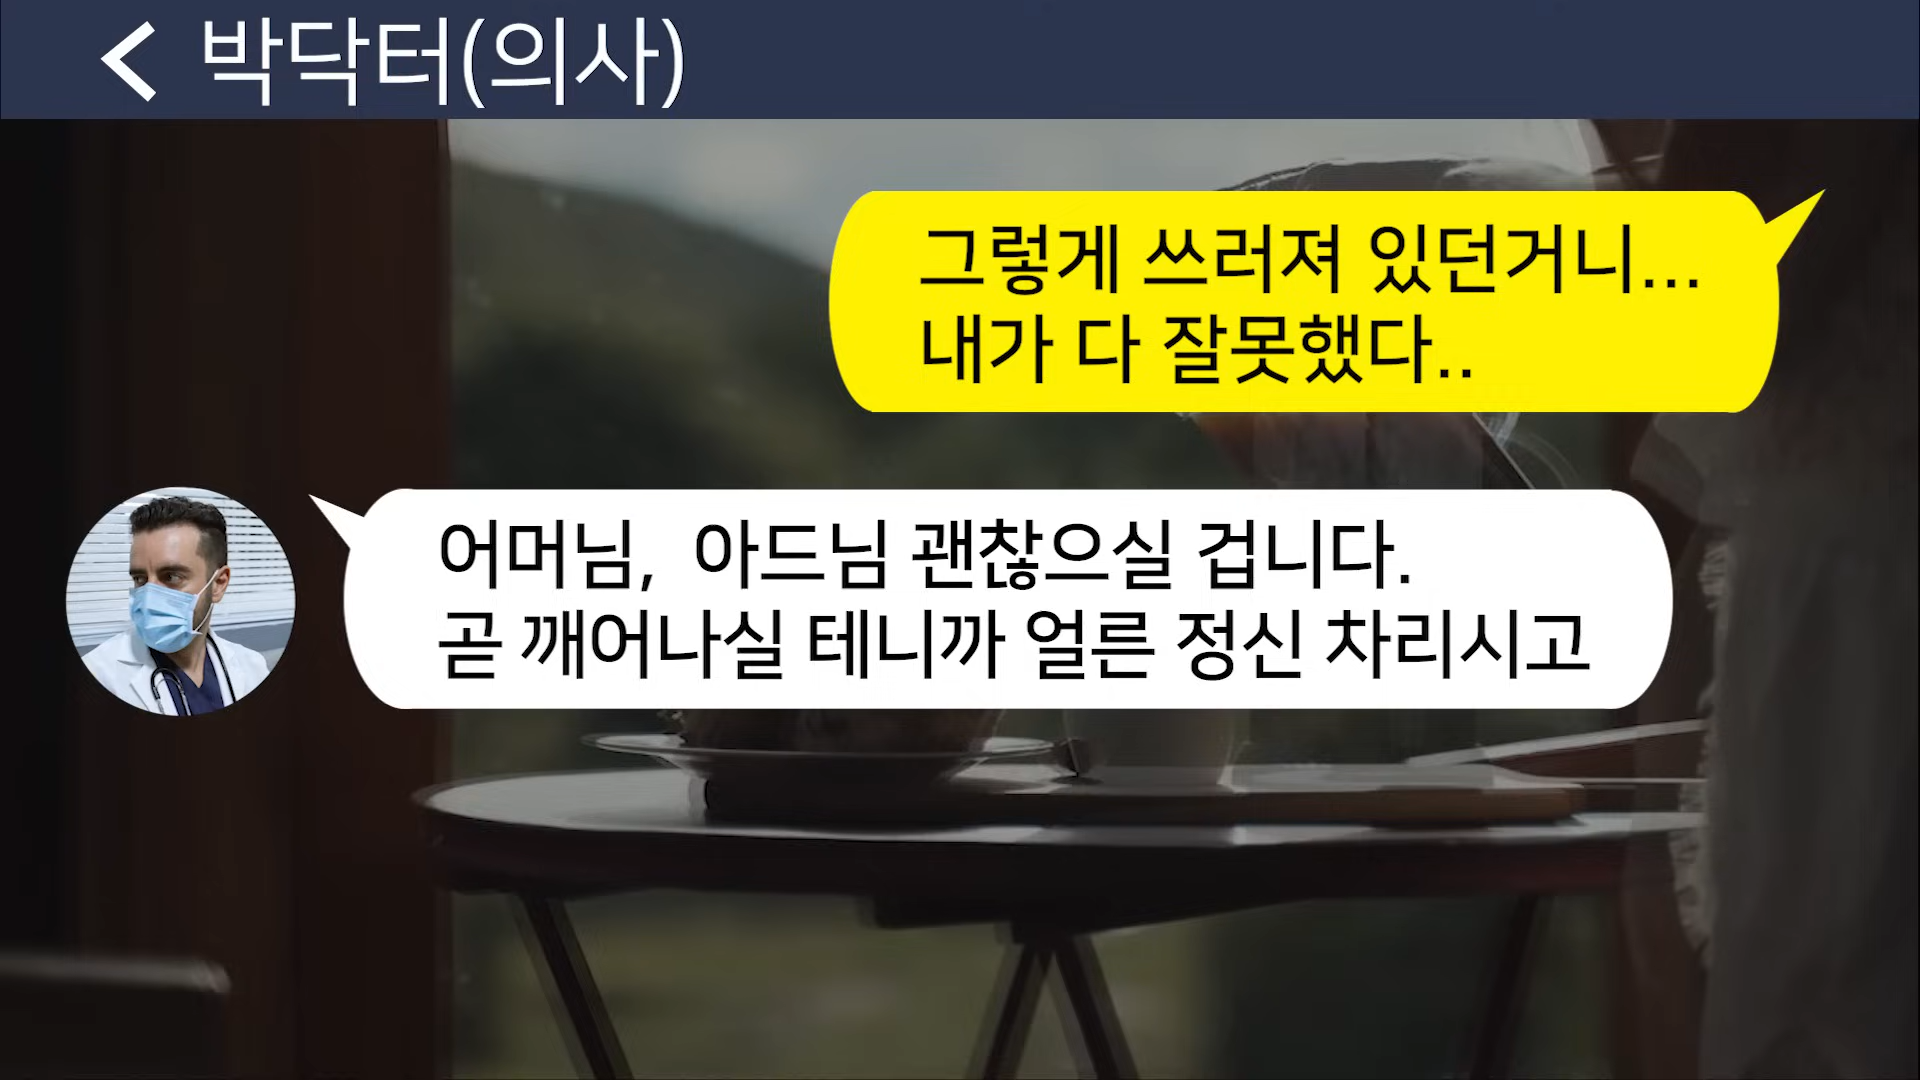 박닥터(의사)
그렇게 쓰러져 있던거니...
내가 다 잘못했다..
어머님, 아드님 괜찮으실 겁니다.
곧 깨어나실 테니까 얼른 정신 차리시고